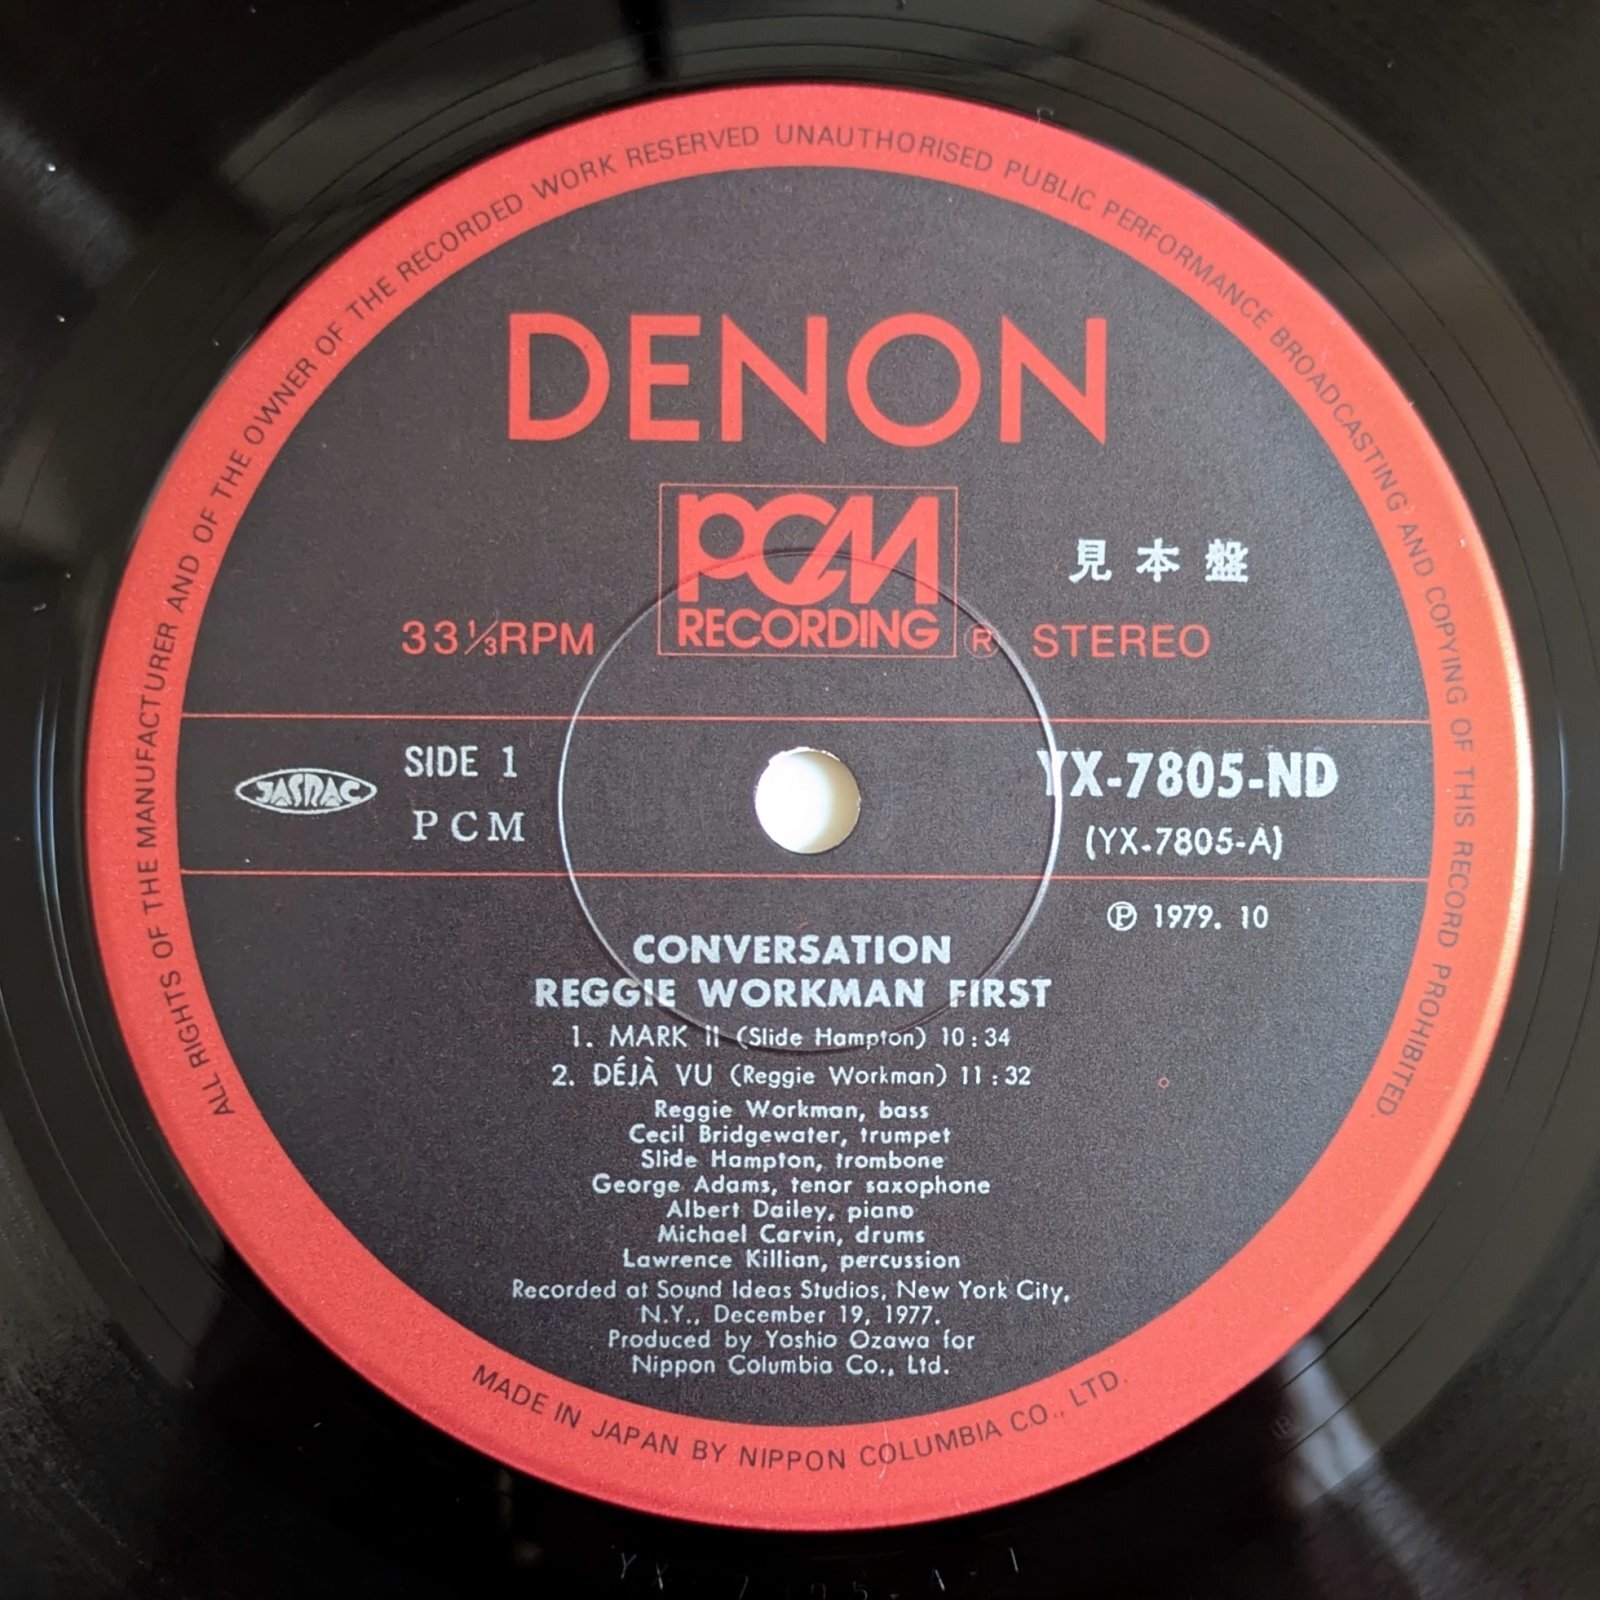 ALL RIGHTS OF THE MANUFACTURER AND OF THE OWNER OF THE RECORDED WORK RESERVED UNAUTHORISED PUBLIC PERFORMANCE BROADCASTING AND COPYING OF THIS RECORD PROHIBITED.
DENON
PCM
RECORDING
見本盤
33⅓RPM
® STEREO
JASRAC
SIDE 1
PCM
YX-7805-ND
(YX-7805-A)
Ⓟ 1979. 10
CONVERSATION
REGGIE WORKMAN FIRST
1. MARK II (Slide Hampton) 10:34
2. DÉJÀ VU (Reggie Workman) 11:32
Reggie Workman, bass
Cecil Bridgewater, trumpet
Slide Hampton, trombone
George Adams, tenor saxophone
Albert Dailey, piano
Michael Carvin, drums
Lawrence Killian, percussion
Recorded at Sound Ideas Studios, New York City,
N.Y., December 19, 1977.
Produced by Yoshio Ozawa for
Nippon Columbia Co., Ltd.
MADE IN JAPAN BY NIPPON COLUMBIA CO., LTD.